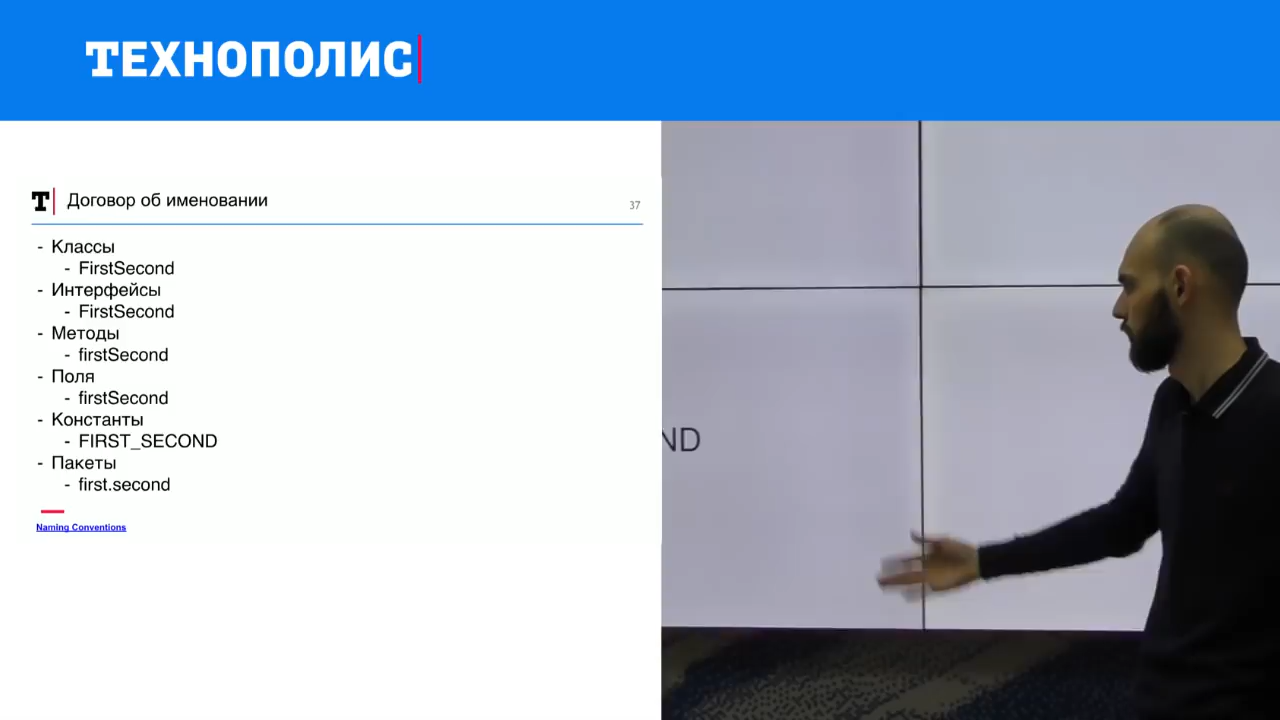 ТЕХНОПОЛИС
T Договор об именовании
37
- Классы
- FirstSecond
- Интерфейсы
- FirstSecond
- Методы
- firstSecond
- Поля
- firstSecond
- Константы
- FIRST_SECOND
- Пакеты
- first.second
Naming Conventions
ND